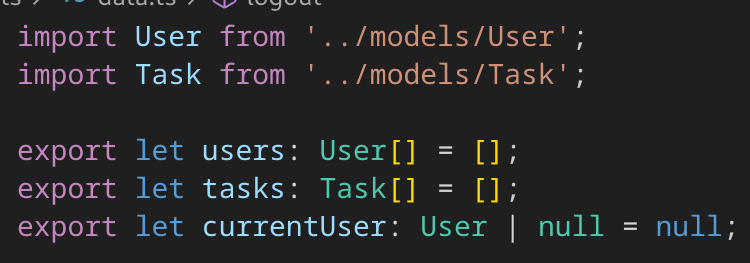 ts > data.ts > logout
import User from '../models/User';
import Task from '../models/Task';
export let users: User[] = [];
export let tasks: Task[] = [];
export let currentUser: User | null = null;